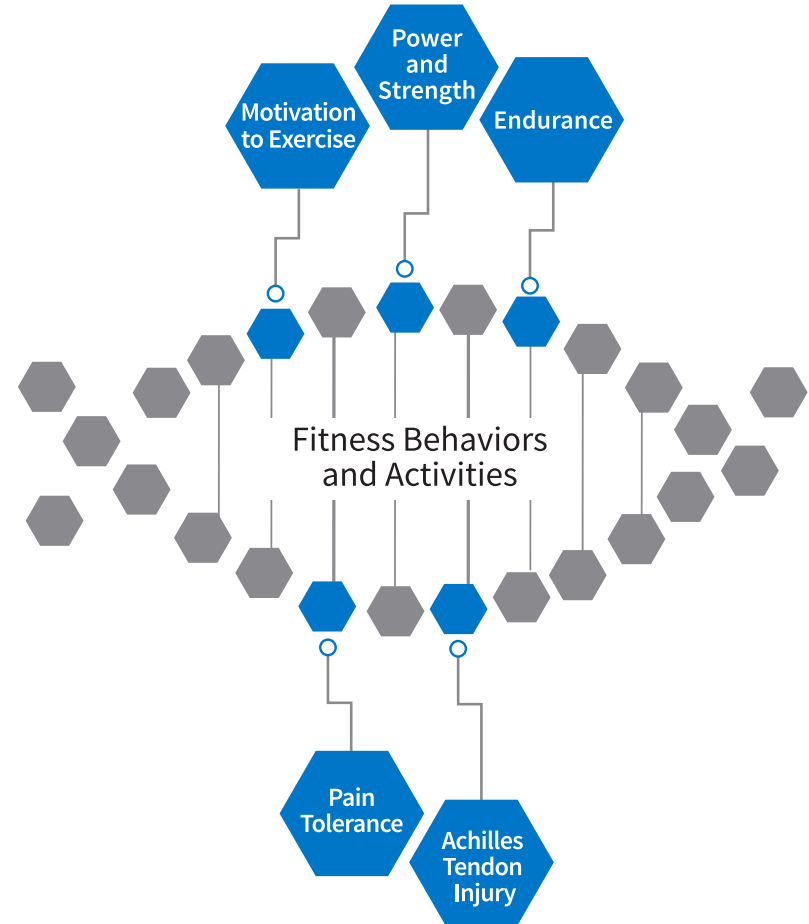 Power
and
Strength
Motivation
to Exercise
Endurance
Fitness Behaviors
and Activities
Pain
Tolerance
Achilles
Tendon
Injury